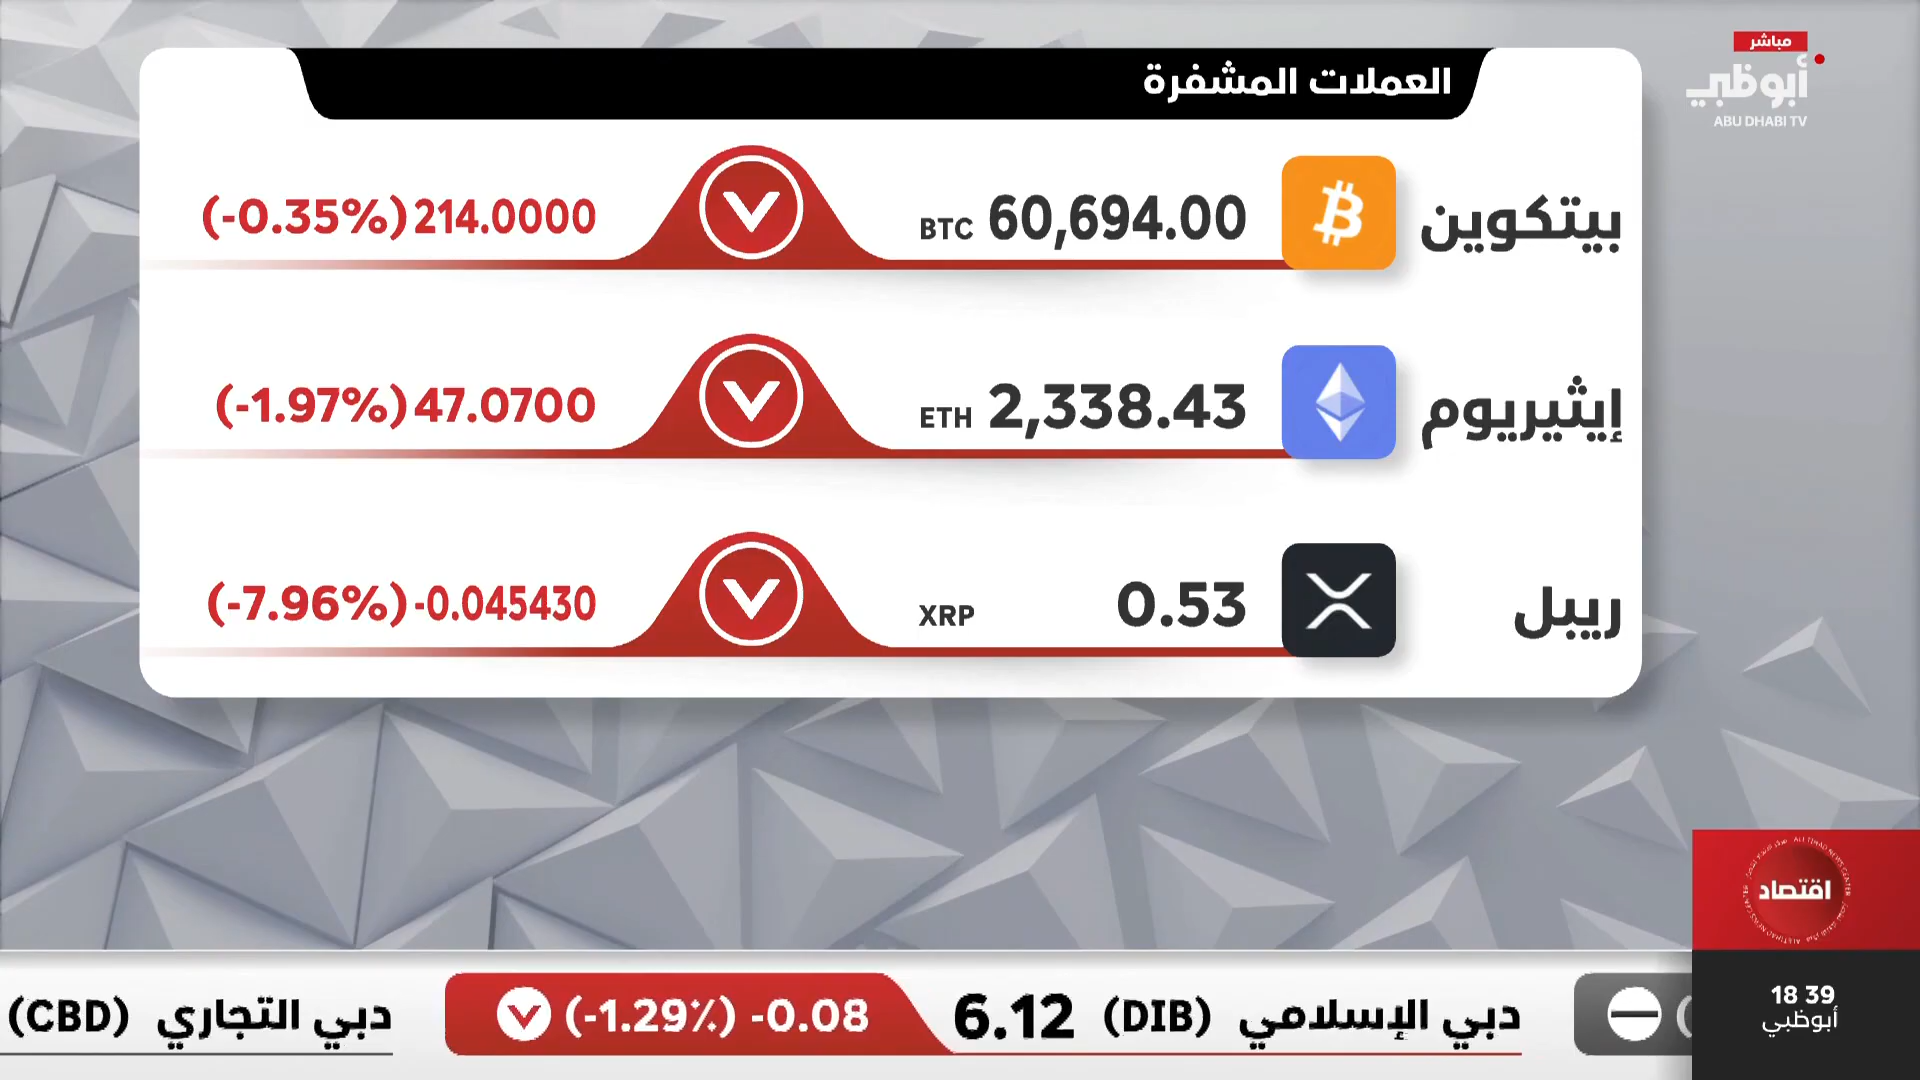 مباشر
أبوظبي
ABU DHABI TV
العملات المشفرة
بيتكوين 60,694.00 BTC 214.0000 (-0.35%)
إيثيريوم 2,338.43 ETH 47.0700 (-1.97%)
ريبل 0.53 XRP -0.045430 (-7.96%)
اقتصاد
18 39
أبوظبي
دبي الإسلامي (DIB) 6.12 -0.08 (-1.29٪)
دبي التجاري (CBD)